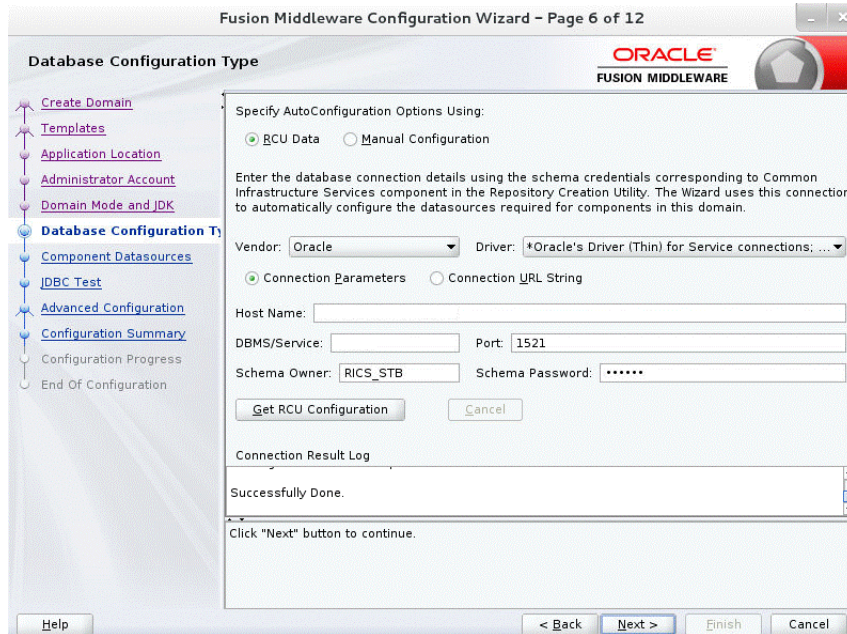 Fusion Middleware Configuration Wizard – Page 6 of 12
Database Configuration Type
ORACLE
FUSION MIDDLEWARE
Create Domain
Templates
Application Location
Administrator Account
Domain Mode and JDK
Database Configuration Ty
Component Datasources
JDBC Test
Advanced Configuration
Configuration Summary
Configuration Progress
End Of Configuration
Specify AutoConfiguration Options Using:
RCU Data Manual Configuration
Enter the database connection details using the schema credentials corresponding to Common
Infrastructure Services component in the Repository Creation Utility. The Wizard uses this connection
to automatically configure the datasources required for components in this domain.
Vendor: Oracle Driver: *Oracle's Driver (Thin) for Service connections; ...
Connection Parameters Connection URL String
Host Name:
DBMS/Service: Port: 1521
Schema Owner: RICS_STB Schema Password: ••••••
Get RCU Configuration Cancel
Connection Result Log
Successfully Done.
Click "Next" button to continue.
Help < Back Next > Finish Cancel